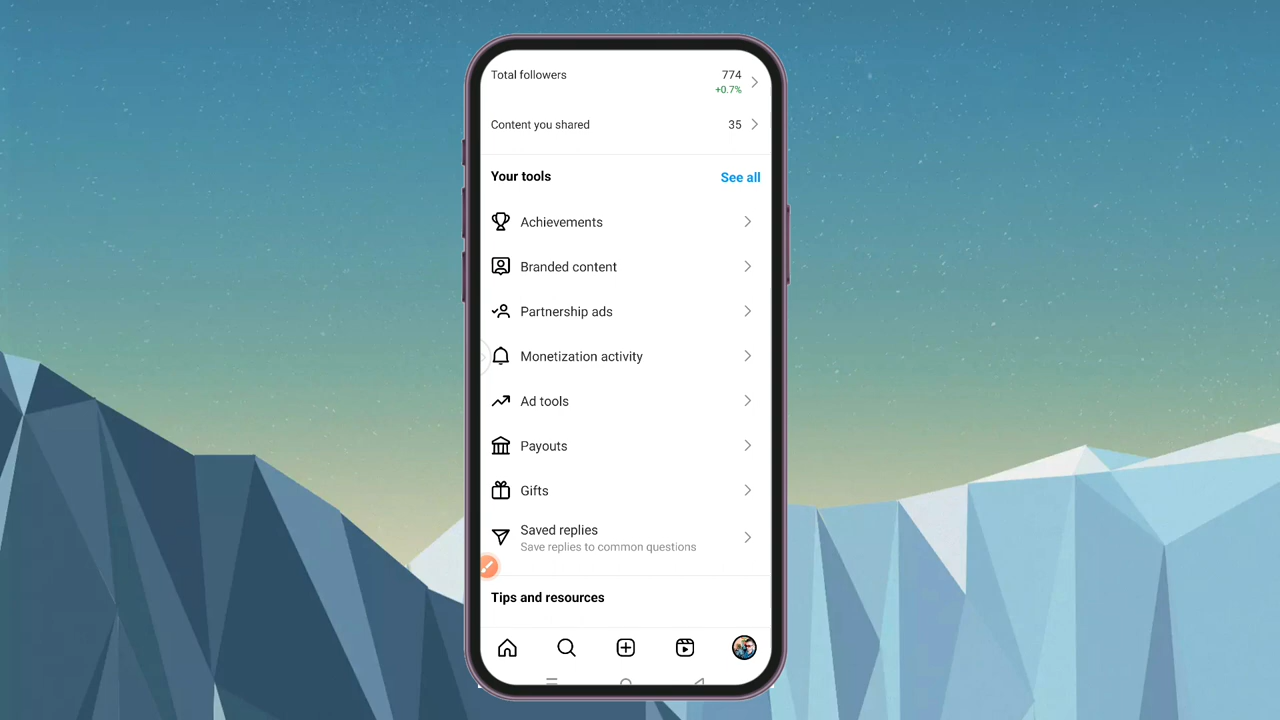 Total followers
774
+0.7%
Content you shared
35
Your tools
See all
Achievements
Branded content
Partnership ads
Monetization activity
Ad tools
Payouts
Gifts
Saved replies
Save replies to common questions
Tips and resources